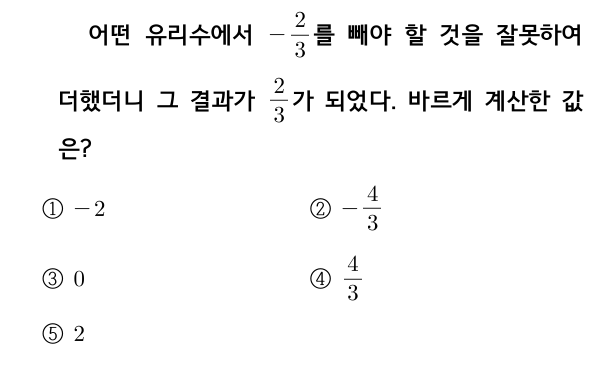 어떤 유리수에서 $-\frac{2}{3}$를 빼야 할 것을 잘못하여
더했더니 그 결과가 $\frac{2}{3}$가 되었다. 바르게 계산한 값
은?
① $-2$ ② $-\frac{4}{3}$
③ $0$ ④ $\frac{4}{3}$
⑤ $2$